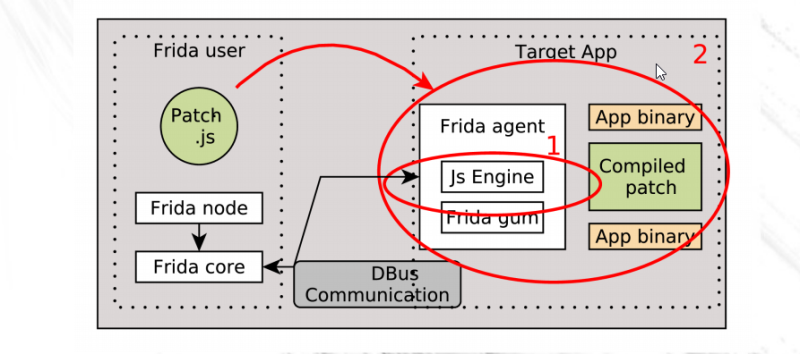 Frida user
Target App
2
Patch
.js
Frida agent
1
App binary
Js Engine
Compiled
patch
Frida node
Frida gum
App binary
Frida core
DBus
Communication